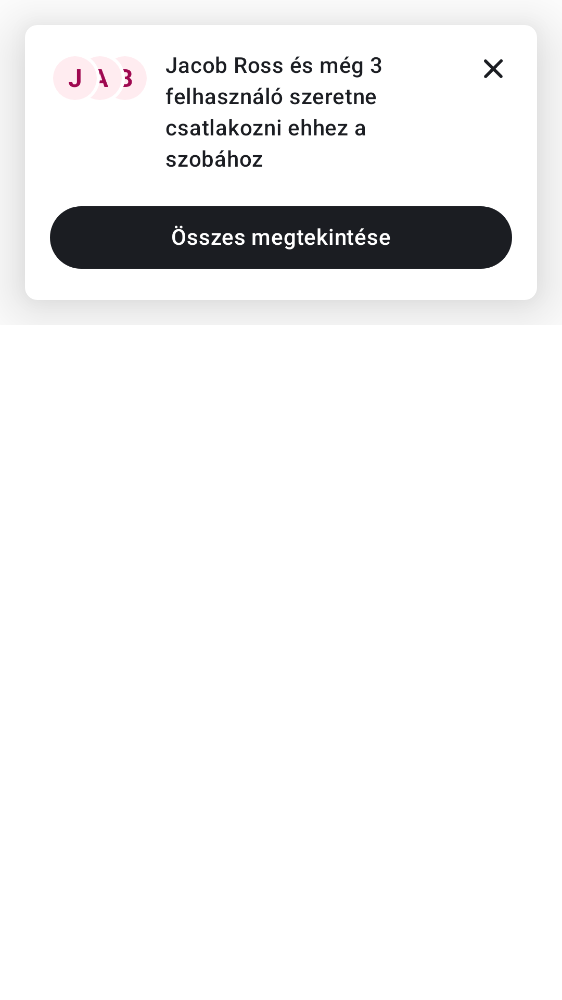 J A B
Jacob Ross és még 3
felhasználó szeretne
csatlakozni ehhez a
szobához
Összes megtekintése